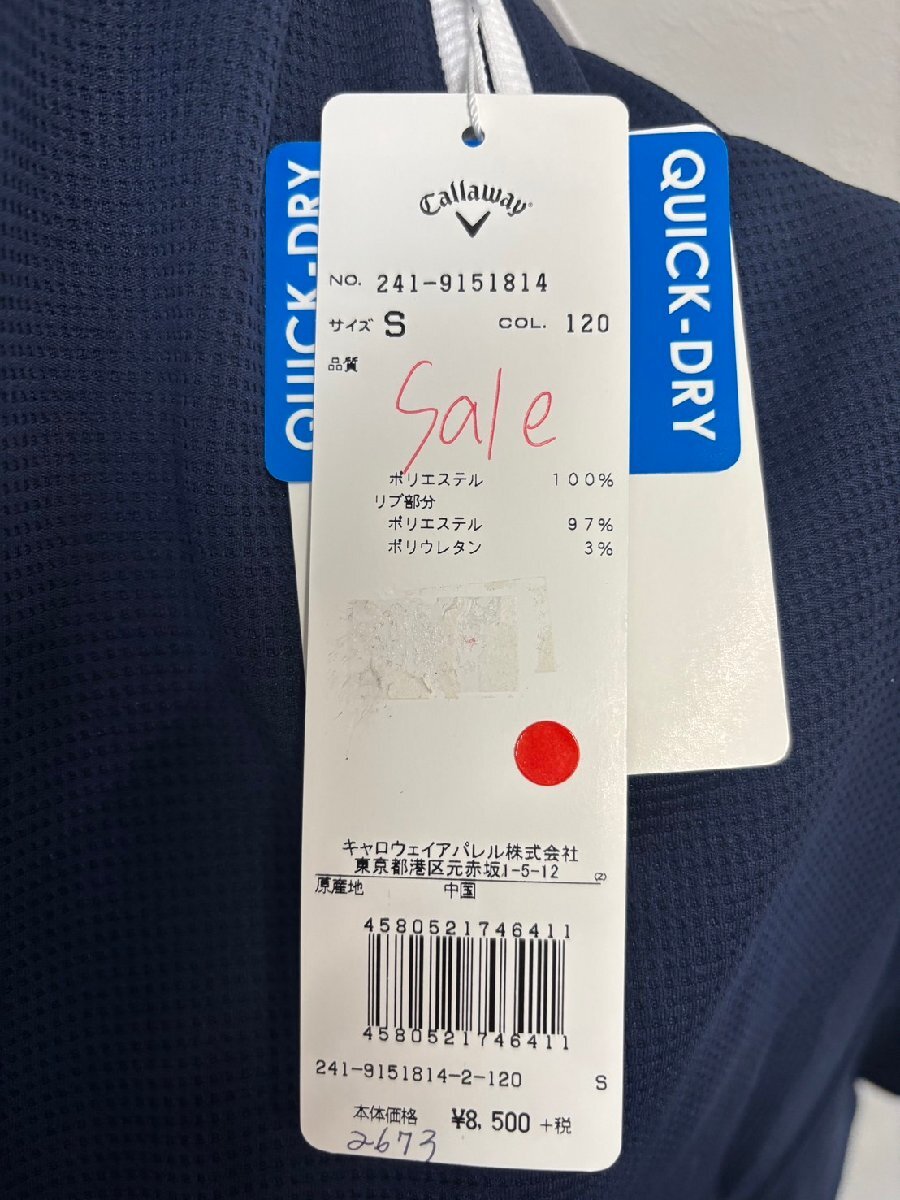 Callaway
NO. 241-9151814
サイズ S COL. 120
品質
Sale
ポリエステル 100%
リブ部分
ポリエステル 97%
ポリウレタン 3%
キャロウェイアパレル株式会社
東京都港区元赤坂1-5-12 (2)
原産地 中国
4580521746411
4580521746411
241-9151814-2-120 S
本体価格 ¥8,500 +税
2673
QUICK-DRY
QUICK-DRY